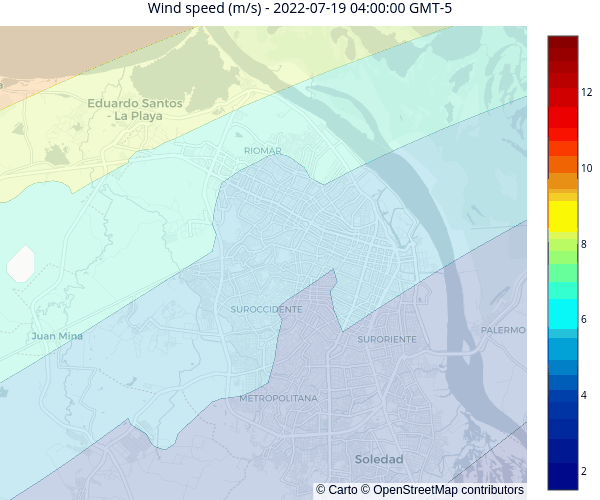 Wind speed (m/s) - 2022-07-19 04:00:00 GMT-5
Eduardo Santos
- La Playa
RIOMAR
SUROCCIDENTE
Juan Mina
SURORIENTE
PALERMO
METROPOLITANA
Soledad
© Carto © OpenStreetMap contributors
12
10
8
6
4
2